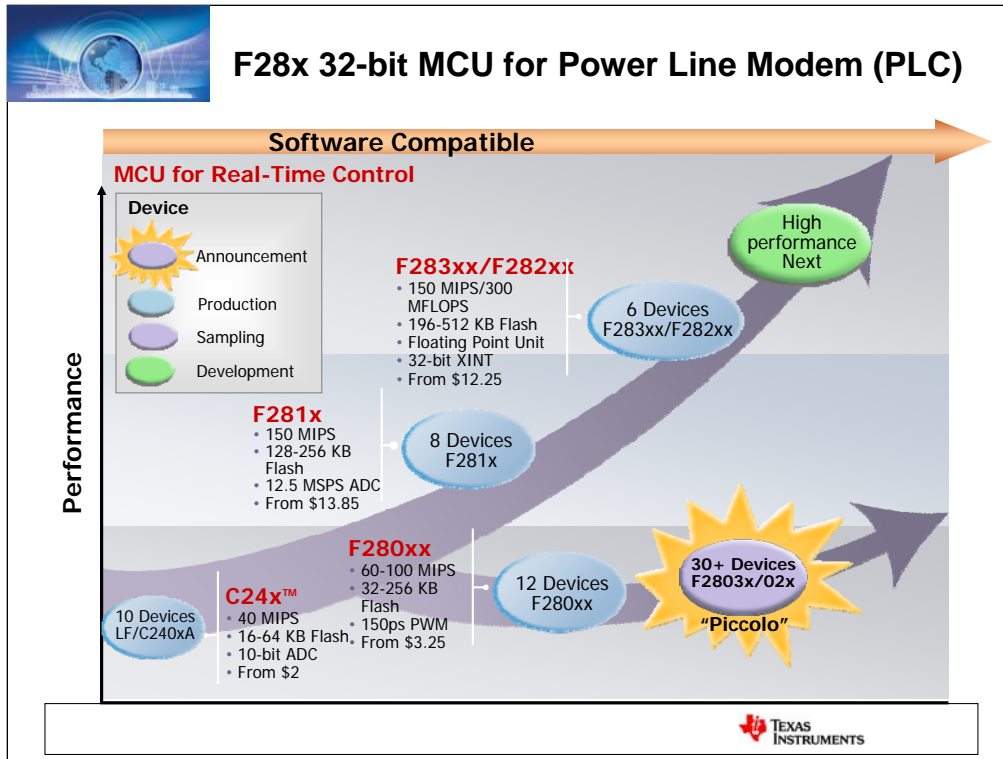 F28x 32-bit MCU for Power Line Modem (PLC)
Software Compatible
MCU for Real-Time Control
Device
Announcement
Production
Sampling
Development
Performance
High
performance
Next
F283xx/F282xx
• 150 MIPS/300
MFLOPS
• 196-512 KB Flash
• Floating Point Unit
• 32-bit XINT
• From $12.25
6 Devices
F283xx/F282xx
F281x
• 150 MIPS
• 128-256 KB
Flash
• 12.5 MSPS ADC
• From $13.85
8 Devices
F281x
F280xx
• 60-100 MIPS
• 32-256 KB
Flash
• 150ps PWM
• From $3.25
12 Devices
F280xx
30+ Devices
F2803x/02x
“Piccolo”
C24x™
• 40 MIPS
• 16-64 KB Flash
• 10-bit ADC
• From $2
10 Devices
LF/C240xA
TEXAS
INSTRUMENTS